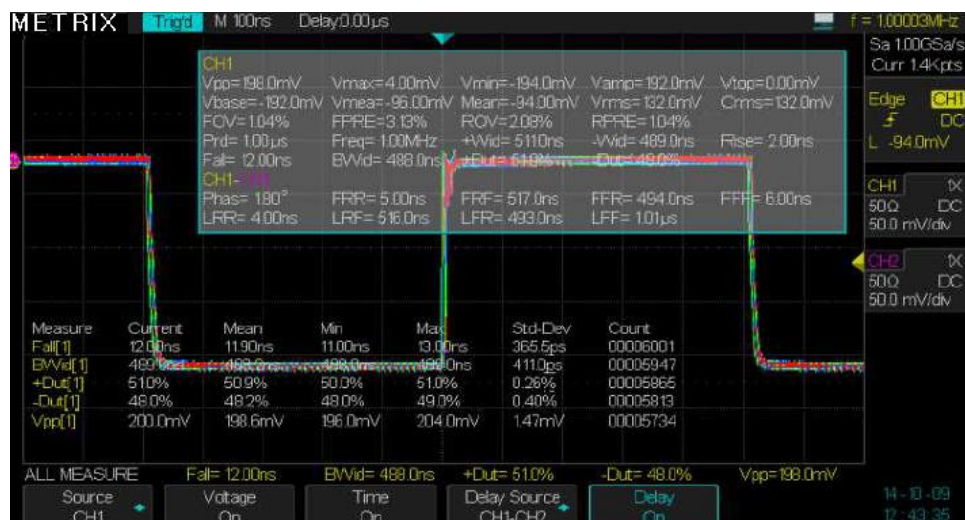 METRIX Trig'd M 100ns Delay:0.00µs f = 1.00003MHz
Sa 1.00GSa/s
Curr 1.4Kpts
Edge CH1
DC
L -94.0mV
CH1 1X
50Ω DC
50.0 mV/div
CH2 1X
50Ω DC
50.0 mV/div
CH1
Vpp=198.0mV Vmax=4.00mV Vmin=-194.0mV Vamp=192.0mV Vtop=0.00mV
Vbase=-192.0mV Vmea=-96.00mV Mean=-94.00mV Vrms=132.0mV Crms=132.0mV
FOV=1.04% FPRE=3.13% ROV=2.08% RPRE=1.04%
Prd= 1.00µs Freq= 1.00MHz +Wid= 511.0ns -Wid= 489.0ns Rise= 2.00ns
Fall= 12.00ns BWid= 488.0ns +Dut= 51.0% -Dut= 48.0%
CH1-CH2
Phas= 180° FRR= 5.00ns FRF= 517.0ns FFR= 494.0ns FFF= 6.00ns
LRR= 4.00ns LRF= 516.0ns LFR= 493.0ns LFF= 1.01µs
Measure Current Mean Min Max Std-Dev Count
Fall[1] 12.00ns 11.90ns 11.00ns 13.00ns 365.5ps 00006001
BWid[1] 411.0ps 00005947
+Dut[1] 51.0% 50.9% 50.0% 51.0% 0.26% 00005865
-Dut[1] 48.0% 48.2% 48.0% 49.0% 0.40% 00005813
Vpp[1] 200.0mV 198.6mV 196.0mV 204.0mV 1.47mV 00005734
ALL MEASURE Fall= 12.00ns BWid= 488.0ns +Dut= 51.0% -Dut= 48.0% Vpp=198.0mV
Source Voltage Time Delay Source Delay
CH1 On On CH1-CH2 On
14-10-09
12:43:35